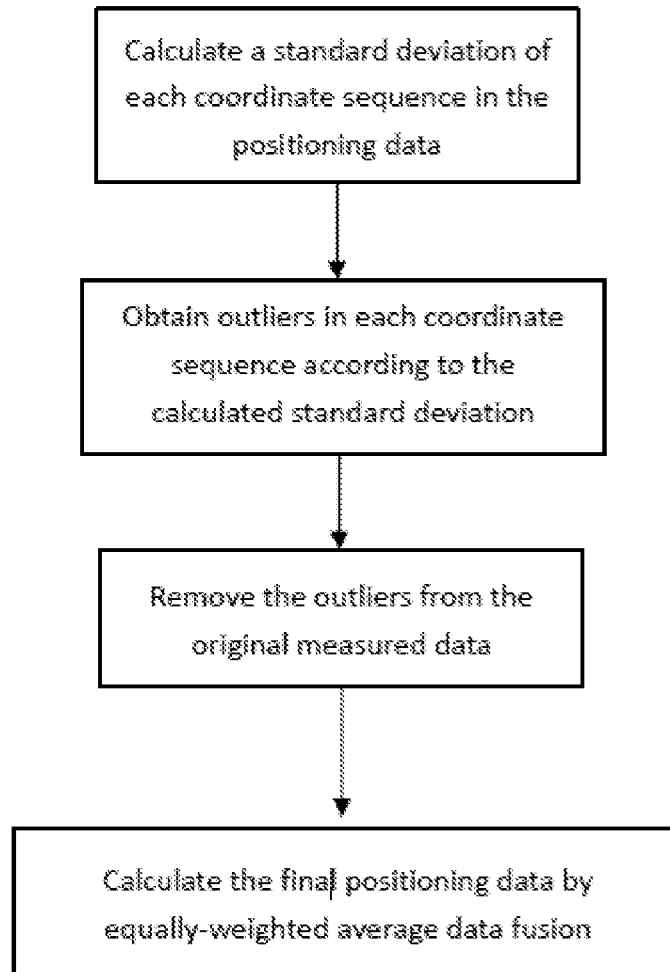 Calculate a standard deviation of
each coordinate sequence in the
positioning data
Obtain outliers in each coordinate
sequence according to the
calculated standard deviation
Remove the outliers from the
original measured data
Calculate the final positioning data by
equally-weighted average data fusion